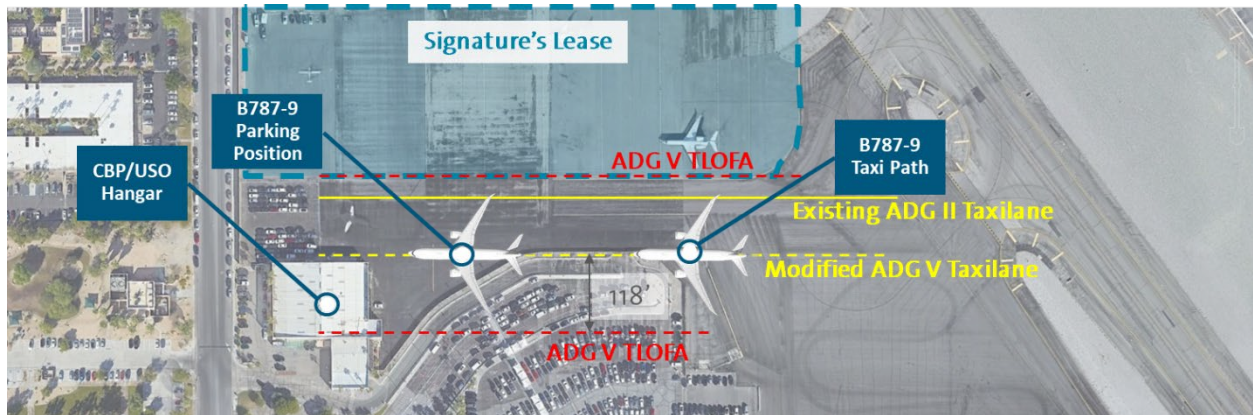 Signature's Lease
B787-9
Parking
Position
CBP/USO
Hangar
ADG V TLOFA
B787-9
Taxi Path
Existing ADG II Taxilane
Modified ADG V Taxilane
118'
ADG V TLOFA